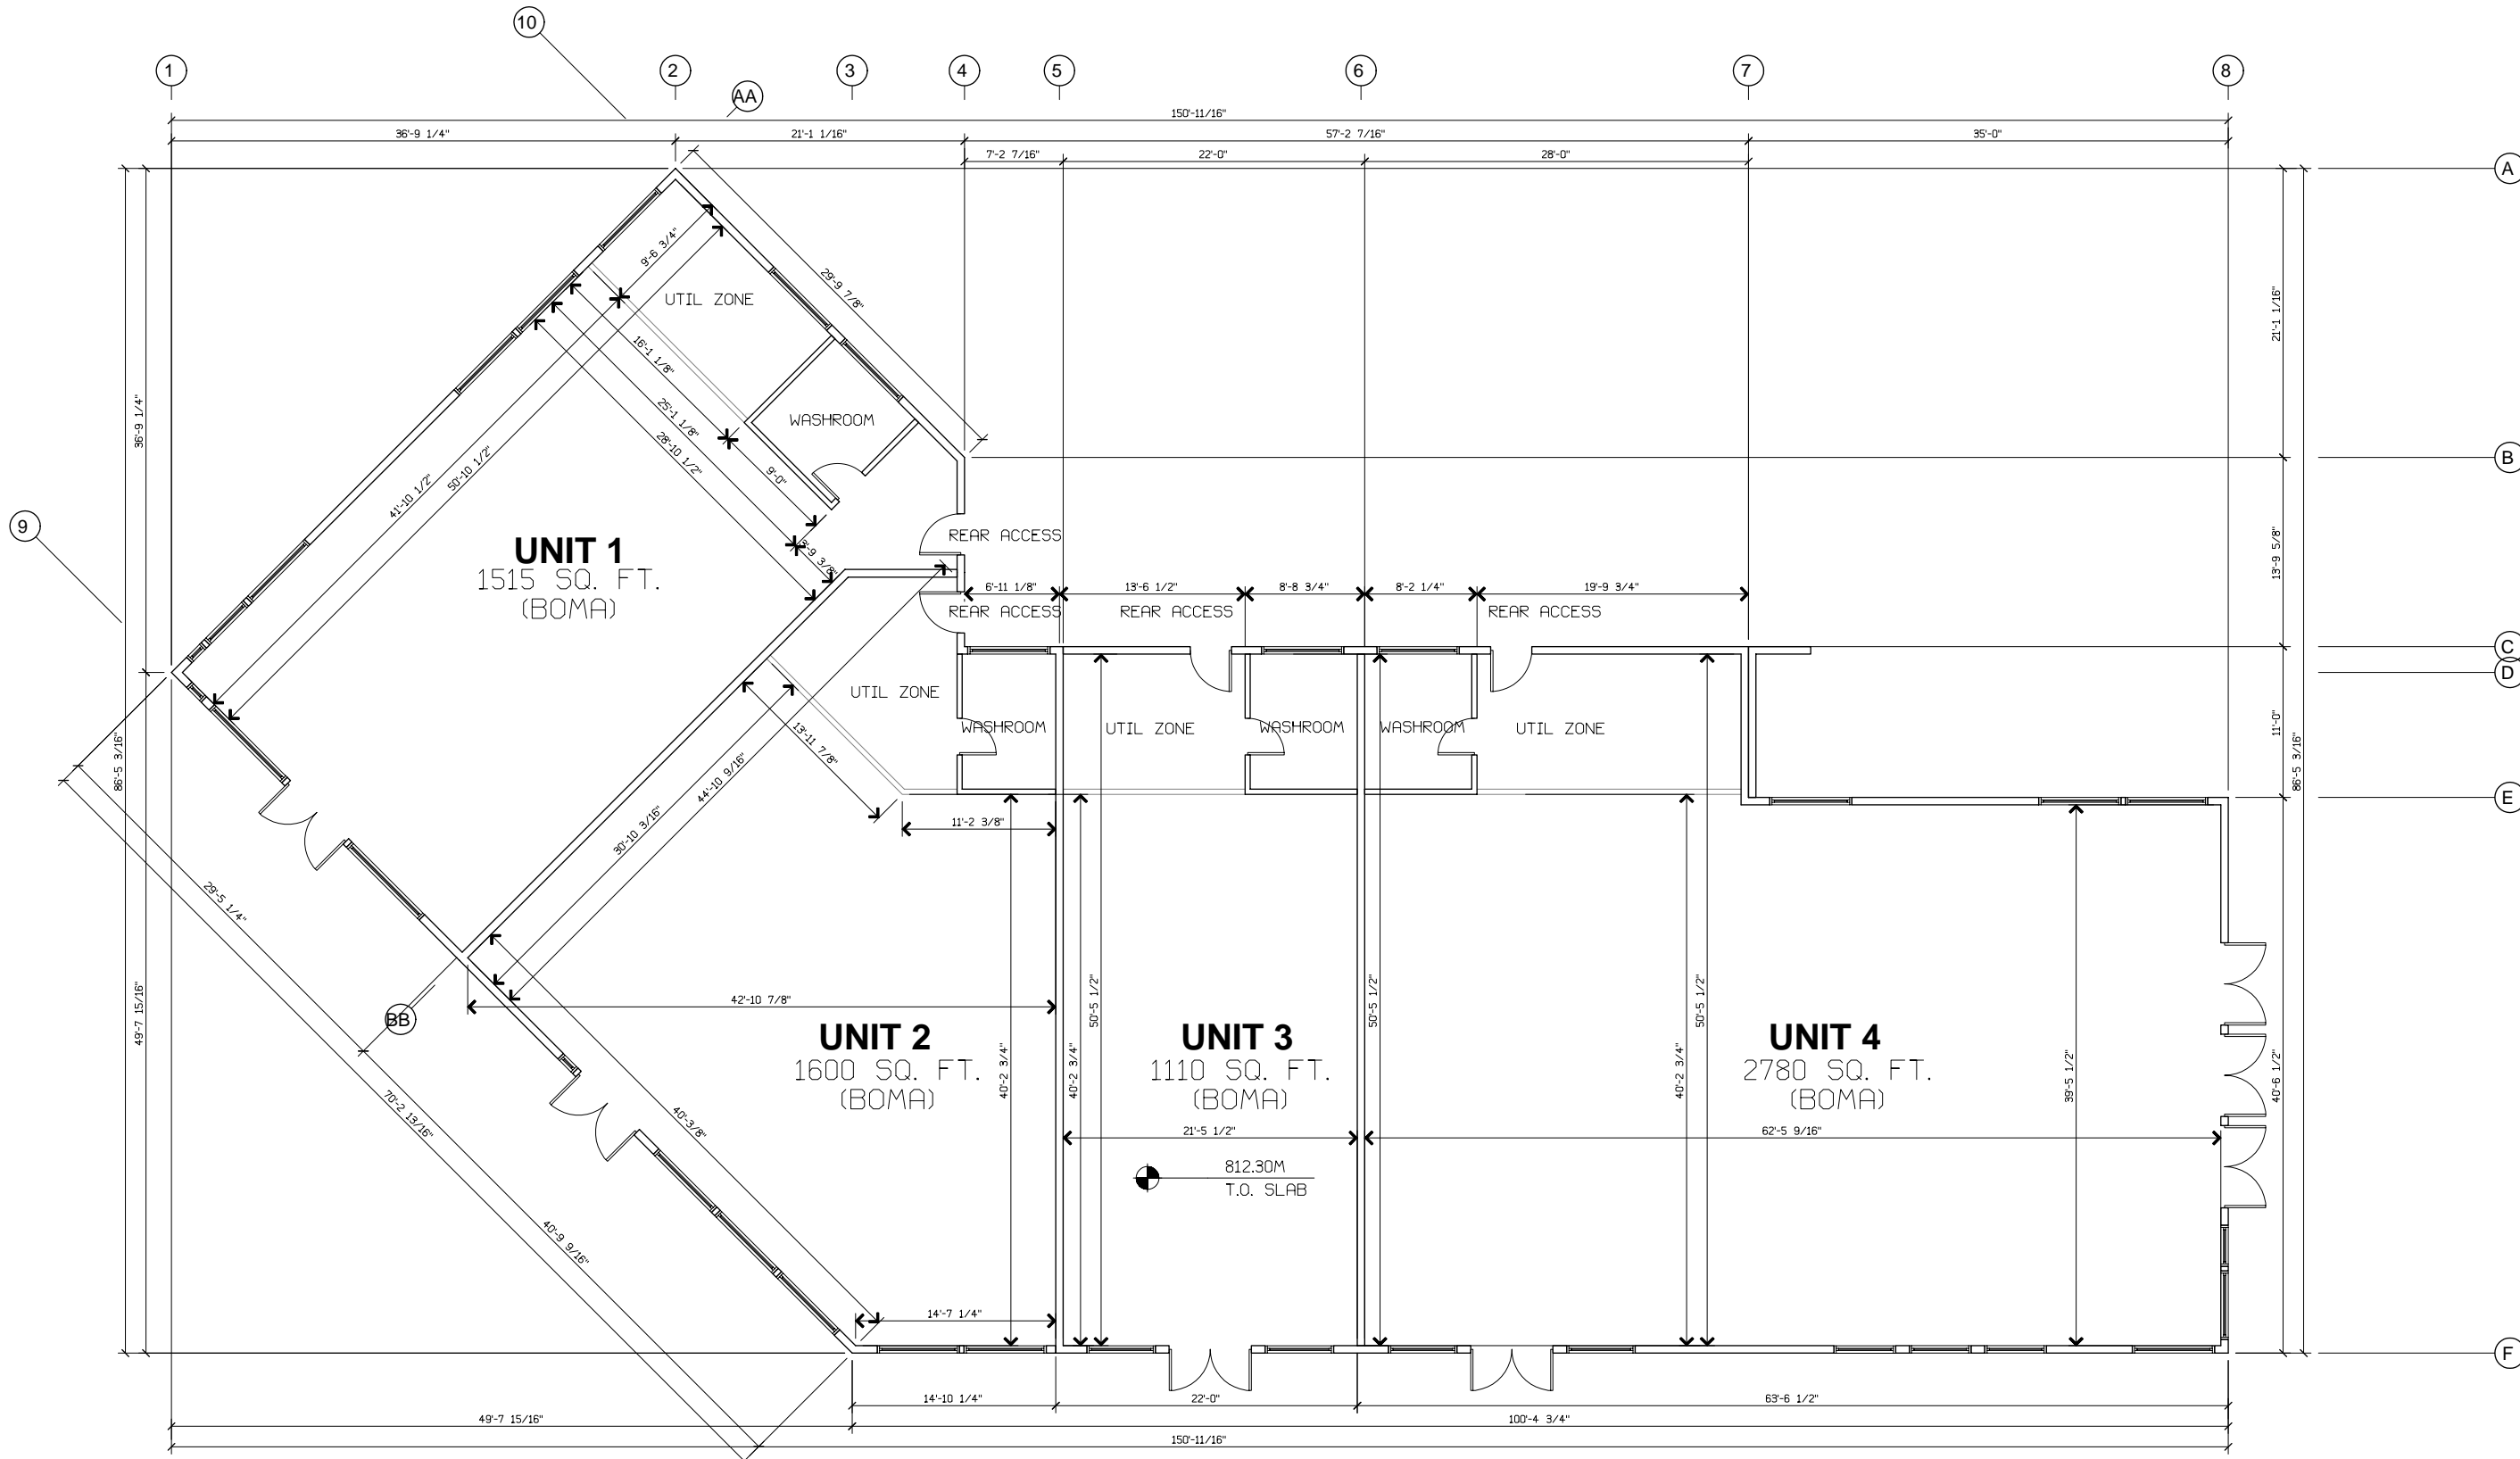 10
1
2
3
4
5
6
7
8
AA
150'-11/16"
36'-9 1/4"
21'-1 1/16"
57'-2 7/16"
35'-0"
7'-2 7/16"
22'-0"
28'-0"
A
9'-6 3/4"
29'-9 7/8"
UTIL ZONE
21'-1 1/16"
16'-1 1/8"
36'-9 1/4"
25'-1 1/8"
WASHROOM
28'-10 1/2"
B
50'-10 1/2"
9'-0"
41'-10 1/2"
9
UNIT 1
1515 SQ. FT.
(BOMA)
REAR ACCESS
3'-9 3/8"
13'-9 5/8"
6'-11 1/8"
13'-6 1/2"
8'-8 3/4"
8'-2 1/4"
19'-9 3/4"
REAR ACCESS
REAR ACCESS
REAR ACCESS
C
D
UTIL ZONE
WASHROOM
UTIL ZONE
WASHROOM
WASHROOM
UTIL ZONE
11'-0"
86'-5 3/16"
13'-11 7/8"
44'-10 9/16"
86'-5 3/16"
E
30'-10 3/16"
11'-2 3/8"
29'-5 1/4"
42'-10 7/8"
50'-5 1/2"
50'-5 1/2"
50'-5 1/2"
49'-7 15/16"
BB
UNIT 2
1600 SQ. FT.
(BOMA)
40'-2 3/4"
40'-2 3/4"
UNIT 3
1110 SQ. FT.
(BOMA)
40'-2 3/4"
UNIT 4
2780 SQ. FT.
(BOMA)
39'-5 1/2"
40'-6 1/2"
70'-2 13/16"
40'-3/8"
21'-5 1/2"
62'-5 9/16"
812.30M
T.O. SLAB
40'-9 9/16"
14'-7 1/4"
F
14'-10 1/4"
22'-0"
63'-6 1/2"
49'-7 15/16"
100'-4 3/4"
150'-11/16"